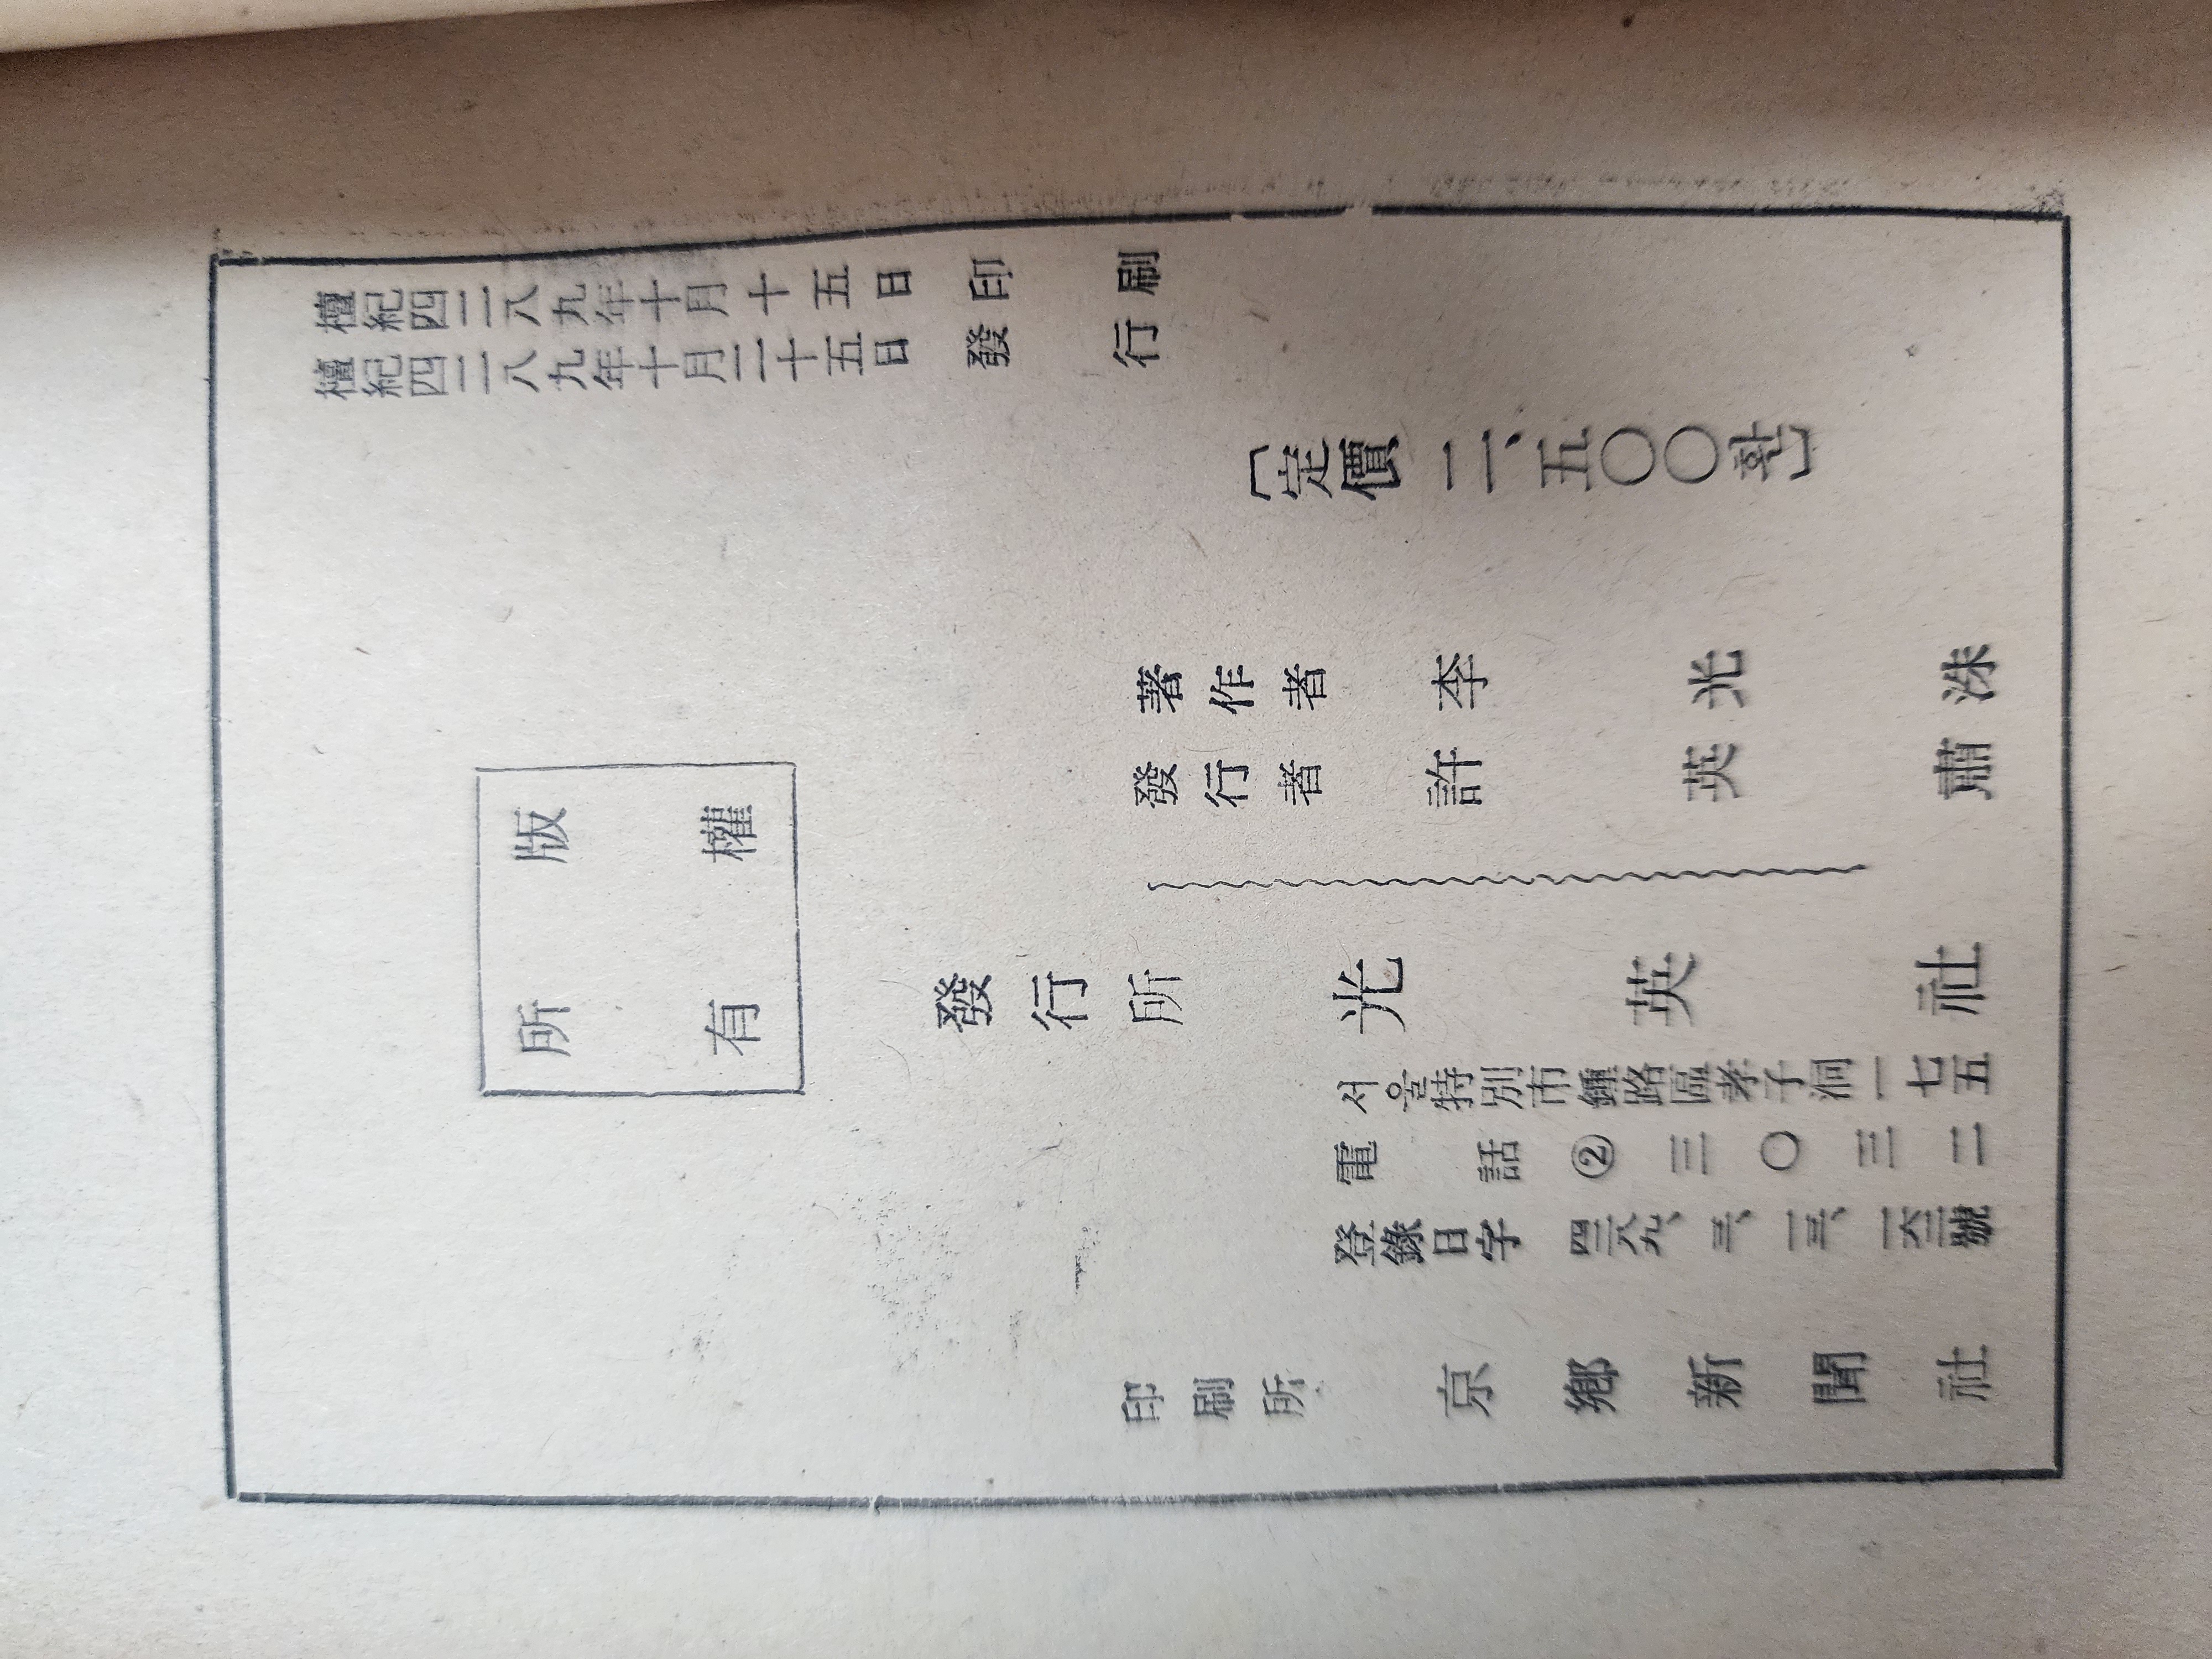 檀紀四二八九年十月十五日 印刷
檀紀四二八九年十月二十五日 發行
〔定價 二、五〇〇환〕
版權
所有
著作者 李光洙
發行者 許英肅
發行所 光英社
서울特別市鍾路區孝子洞一七五
電話②三〇三二
登錄日字 四二八九、三、一三、一六三號
印刷所 京鄕新聞社